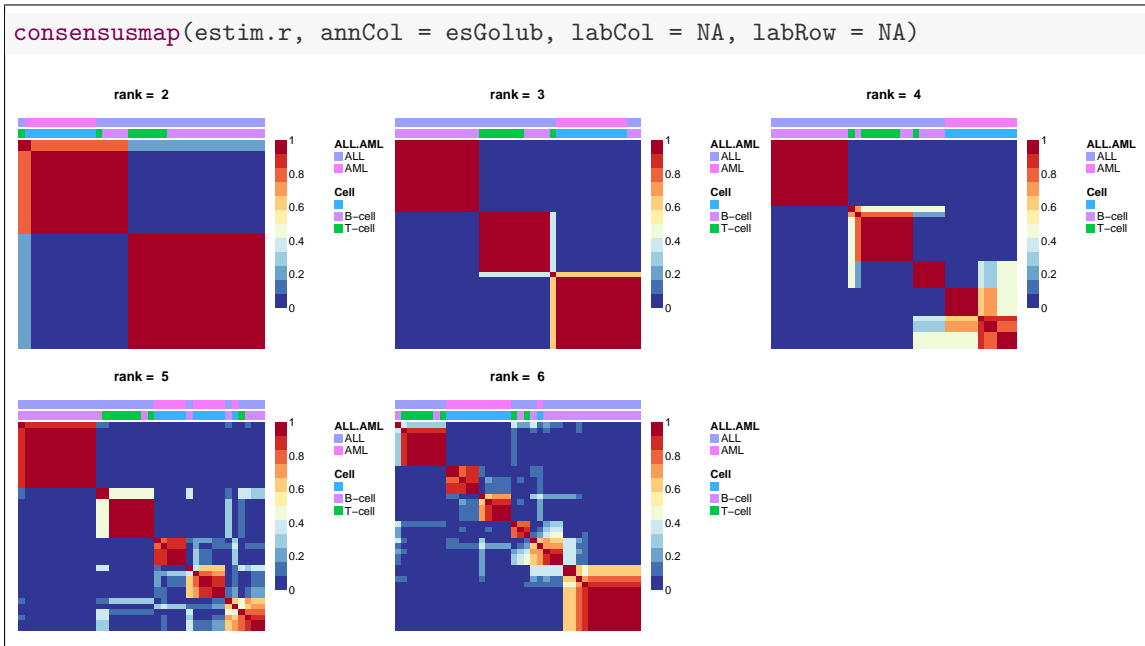 consensusmap(estim.r, annCol = esGolub, labCol = NA, labRow = NA)
rank = 2
1
0.8
0.6
0.4
0.2
0
ALL.AML
ALL
AML
Cell
B−cell
T−cell
rank = 3
1
0.8
0.6
0.4
0.2
0
ALL.AML
ALL
AML
Cell
B−cell
T−cell
rank = 4
1
0.8
0.6
0.4
0.2
0
ALL.AML
ALL
AML
Cell
B−cell
T−cell
rank = 5
1
0.8
0.6
0.4
0.2
0
ALL.AML
ALL
AML
Cell
B−cell
T−cell
rank = 6
1
0.8
0.6
0.4
0.2
0
ALL.AML
ALL
AML
Cell
B−cell
T−cell